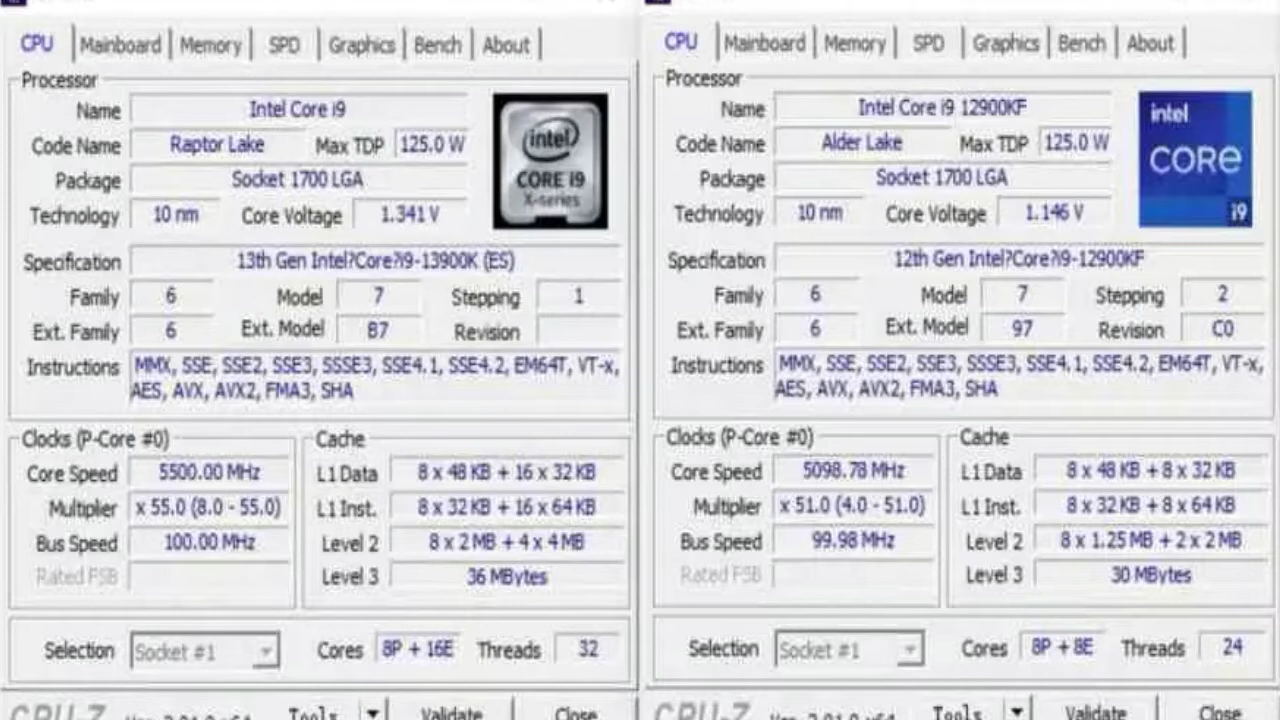 CPU Mainboard Memory SPD Graphics Bench About
Processor
Name Intel Core i9
Code Name Raptor Lake Max TDP 125.0 W
Package Socket 1700 LGA
Technology 10 nm Core Voltage 1.341 V
intel
CORE i9
X-series
Specification 13th Gen Intel?Core?i9-13900K (ES)
Family 6 Model 7 Stepping 1
Ext. Family 6 Ext. Model B7 Revision
Instructions MMX, SSE, SSE2, SSE3, SSSE3, SSE4.1, SSE4.2, EM64T, VT-x,
AES, AVX, AVX2, FMA3, SHA
Clocks (P-Core #0)
Core Speed 5500.00 MHz
Multiplier x 55.0 (8.0 - 55.0)
Bus Speed 100.00 MHz
Rated FSB
Cache
L1 Data 8 x 48 KB + 16 x 32 KB
L1 Inst. 8 x 32 KB + 16 x 64 KB
Level 2 8 x 2 MB + 4 x 4 MB
Level 3 36 MBytes
Selection Socket #1 Cores 8P + 16E Threads 32
CPU-Z Tools Validate Close
CPU Mainboard Memory SPD Graphics Bench About
Processor
Name Intel Core i9 12900KF
Code Name Alder Lake Max TDP 125.0 W
Package Socket 1700 LGA
Technology 10 nm Core Voltage 1.146 V
intel
CORE
i9
Specification 12th Gen Intel?Core?i9-12900KF
Family 6 Model 7 Stepping 2
Ext. Family 6 Ext. Model 97 Revision C0
Instructions MMX, SSE, SSE2, SSE3, SSSE3, SSE4.1, SSE4.2, EM64T, VT-x,
AES, AVX, AVX2, FMA3, SHA
Clocks (P-Core #0)
Core Speed 5098.78 MHz
Multiplier x 51.0 (4.0 - 51.0)
Bus Speed 99.98 MHz
Rated FSB
Cache
L1 Data 8 x 48 KB + 8 x 32 KB
L1 Inst. 8 x 32 KB + 8 x 64 KB
Level 2 8 x 1.25 MB + 2 x 2 MB
Level 3 30 MBytes
Selection Socket #1 Cores 8P + 8E Threads 24
CPU-Z Tools Validate Close